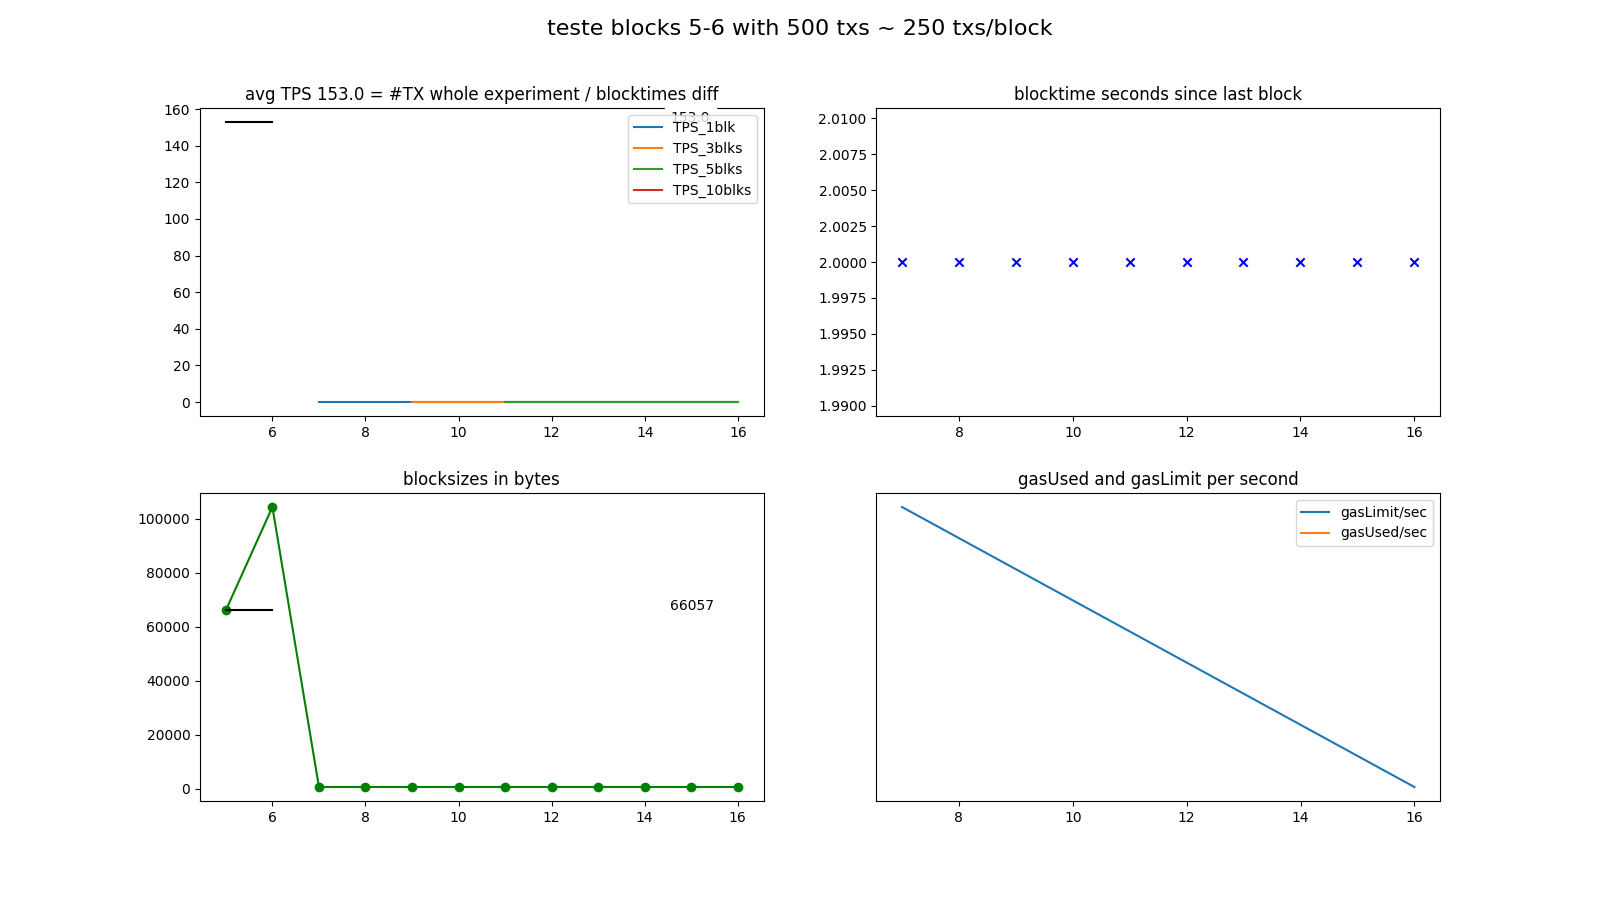 teste blocks 5-6 with 500 txs ~ 250 txs/block
avg TPS 153.0 = #TX whole experiment / blocktimes diff
160
140
120
100
80
60
40
20
0
153.0
TPS_1blk
TPS_3blks
TPS_5blks
TPS_10blks
6 8 10 12 14 16
blocktime seconds since last block
2.0100
2.0075
2.0050
2.0025
2.0000
1.9975
1.9950
1.9925
1.9900
8 10 12 14 16
blocksizes in bytes
100000
80000
60000
40000
20000
0
66057
6 8 10 12 14 16
gasUsed and gasLimit per second
gasLimit/sec
gasUsed/sec
8 10 12 14 16